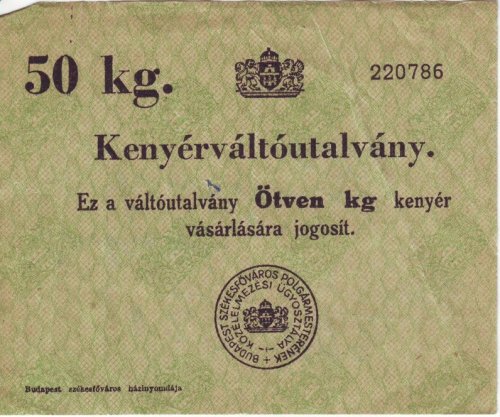 50 kg.
220786
Kenyérváltóutalvány.
Ez a váltóutalvány Ötven kg kenyér
vásárlására jogosít.
BUDAPEST SZÉKESFŐVÁROS POLGÁRMESTERÉNEK
KÖZÉLELMEZÉSI ÜGYOSZTÁLYA
Budapest székesfőváros házinyomdája